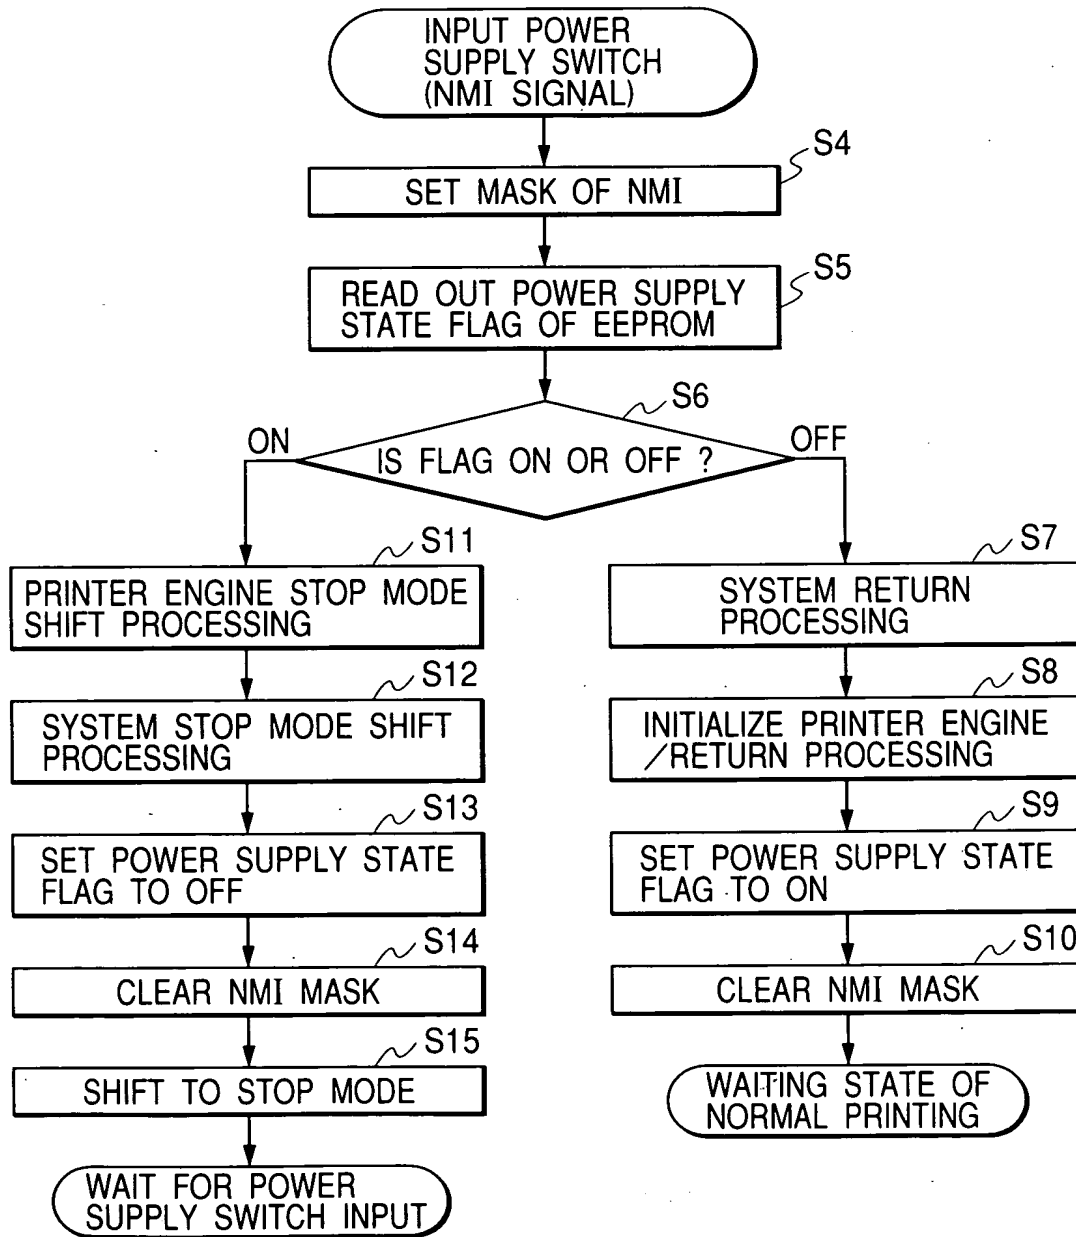 INPUT POWER
SUPPLY SWITCH
(NMI SIGNAL)
S4
SET MASK OF NMI
S5
READ OUT POWER SUPPLY
STATE FLAG OF EEPROM
S6
ON
IS FLAG ON OR OFF ?
OFF
S11
PRINTER ENGINE STOP MODE
SHIFT PROCESSING
S12
SYSTEM STOP MODE SHIFT
PROCESSING
S13
SET POWER SUPPLY STATE
FLAG TO OFF
S14
CLEAR NMI MASK
S15
SHIFT TO STOP MODE
WAIT FOR POWER
SUPPLY SWITCH INPUT
S7
SYSTEM RETURN
PROCESSING
S8
INITIALIZE PRINTER ENGINE
/RETURN PROCESSING
S9
SET POWER SUPPLY STATE
FLAG TO ON
S10
CLEAR NMI MASK
WAITING STATE OF
NORMAL PRINTING